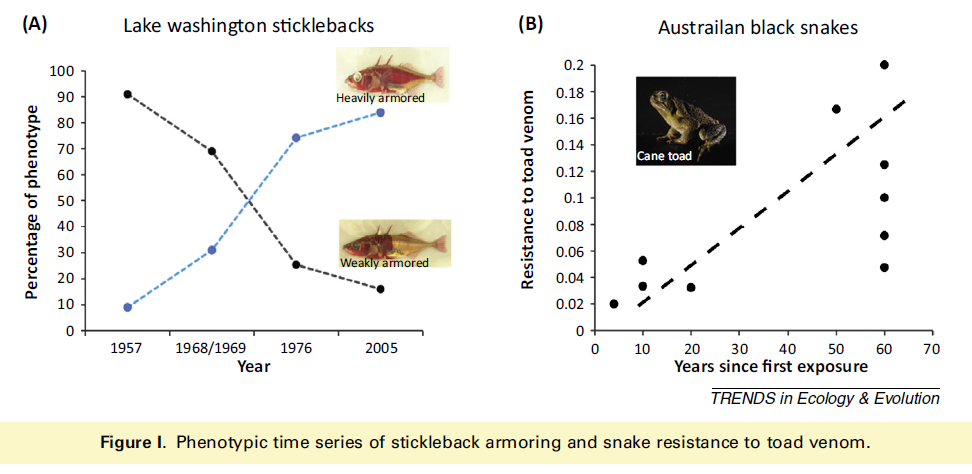 (A) Lake washington sticklebacks
Percentage of phenotype
100
90
80
70
60
50
40
30
20
10
0
Heavily armored
Weakly armored
1957 1968/1969 1976 2005
Year
(B) Austrailan black snakes
Resistance to toad venom
0.2
0.18
0.16
0.14
0.12
0.1
0.08
0.06
0.04
0.02
0
Cane toad
0 10 20 30 40 50 60 70
Years since first exposure
TRENDS in Ecology & Evolution
Figure I. Phenotypic time series of stickleback armoring and snake resistance to toad venom.